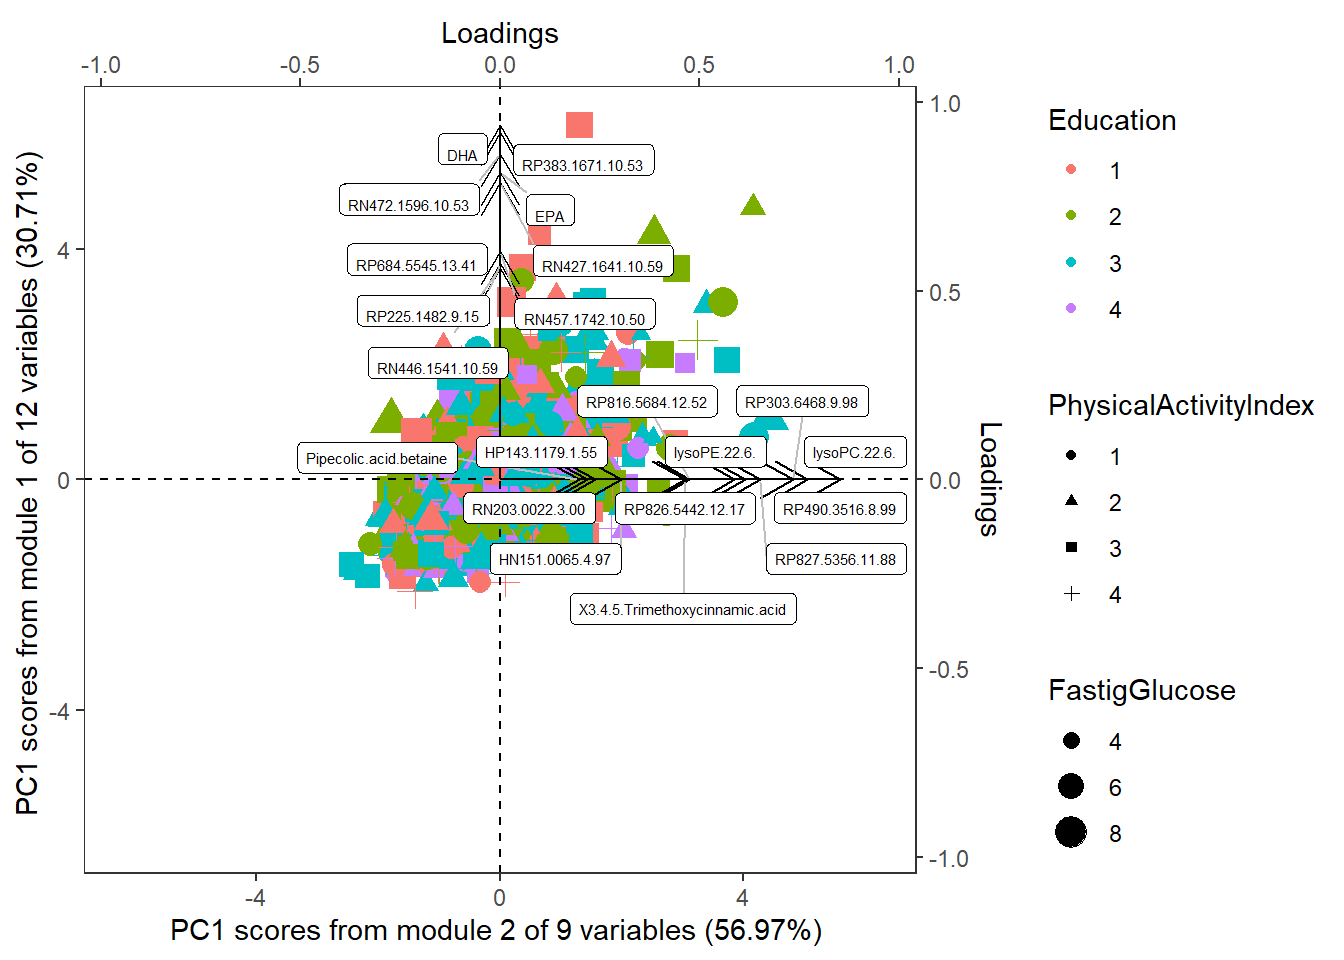 Loadings
-1.0 -0.5 0.0 0.5 1.0
PC1 scores from module 1 of 12 variables (30.71%)
4
0
-4
DHA
RP383.1671.10.53
RN472.1596.10.53
EPA
RP684.5545.13.41
RN427.1641.10.59
RP225.1482.9.15
RN457.1742.10.50
RN446.1541.10.59
RP816.5684.12.52
RP303.6468.9.98
Pipecolic.acid.betaine
HP143.1179.1.55
lysoPE.22.6.
lysoPC.22.6.
RN203.0022.3.00
RP826.5442.12.17
RP490.3516.8.99
HN151.0065.4.97
RP827.5356.11.88
X3.4.5.Trimethoxycinnamic.acid
1.0
0.5
0.0
-0.5
-1.0
Loadings
-4 0 4
PC1 scores from module 2 of 9 variables (56.97%)
Education
1
2
3
4
PhysicalActivityIndex
1
2
3
4
FastigGlucose
4
6
8